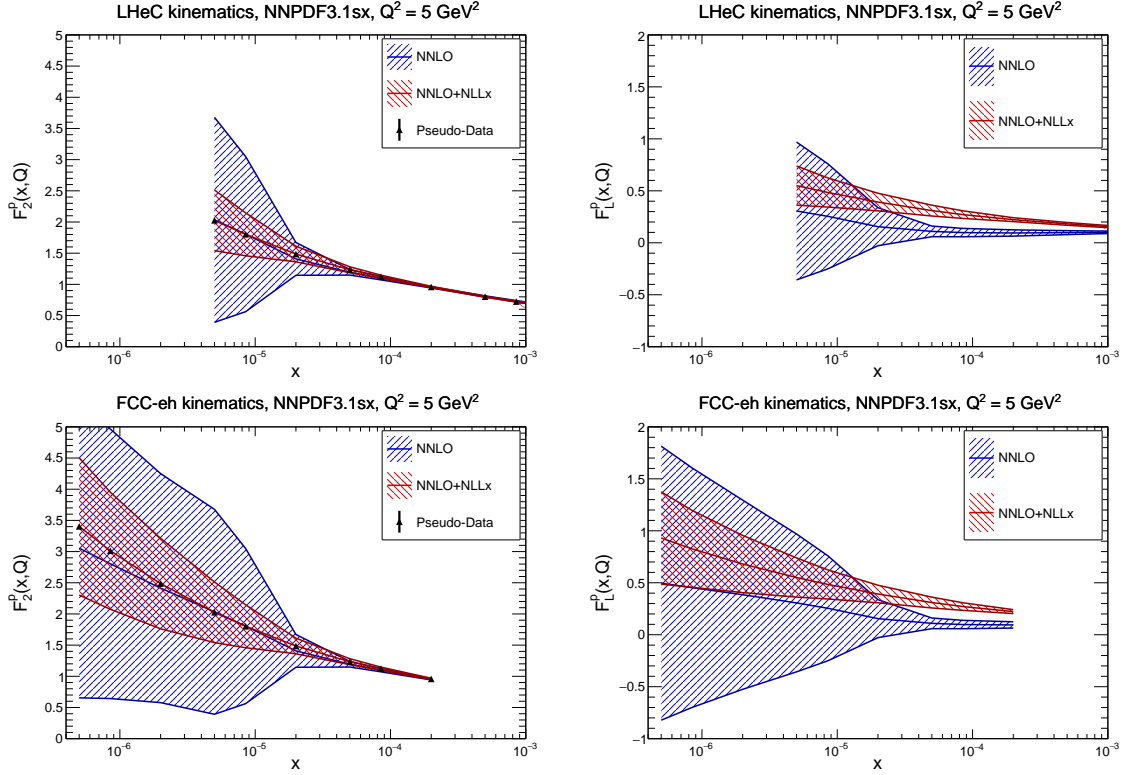 LHeC kinematics, NNPDF3.1sx, Q² = 5 GeV²
F₂ᵖ(x,Q)
5
4.5
4
3.5
3
2.5
2
1.5
1
0.5
0
NNLO
NNLO+NLLx
Pseudo-Data
10⁻⁶ 10⁻⁵ 10⁻⁴ 10⁻³
x
LHeC kinematics, NNPDF3.1sx, Q² = 5 GeV²
F_Lᵖ(x,Q)
2
1.5
1
0.5
0
−0.5
−1
NNLO
NNLO+NLLx
10⁻⁶ 10⁻⁵ 10⁻⁴ 10⁻³
x
FCC-eh kinematics, NNPDF3.1sx, Q² = 5 GeV²
F₂ᵖ(x,Q)
5
4.5
4
3.5
3
2.5
2
1.5
1
0.5
0
NNLO
NNLO+NLLx
Pseudo-Data
10⁻⁶ 10⁻⁵ 10⁻⁴ 10⁻³
x
FCC-eh kinematics, NNPDF3.1sx, Q² = 5 GeV²
F_Lᵖ(x,Q)
2
1.5
1
0.5
0
−0.5
−1
NNLO
NNLO+NLLx
10⁻⁶ 10⁻⁵ 10⁻⁴ 10⁻³
x